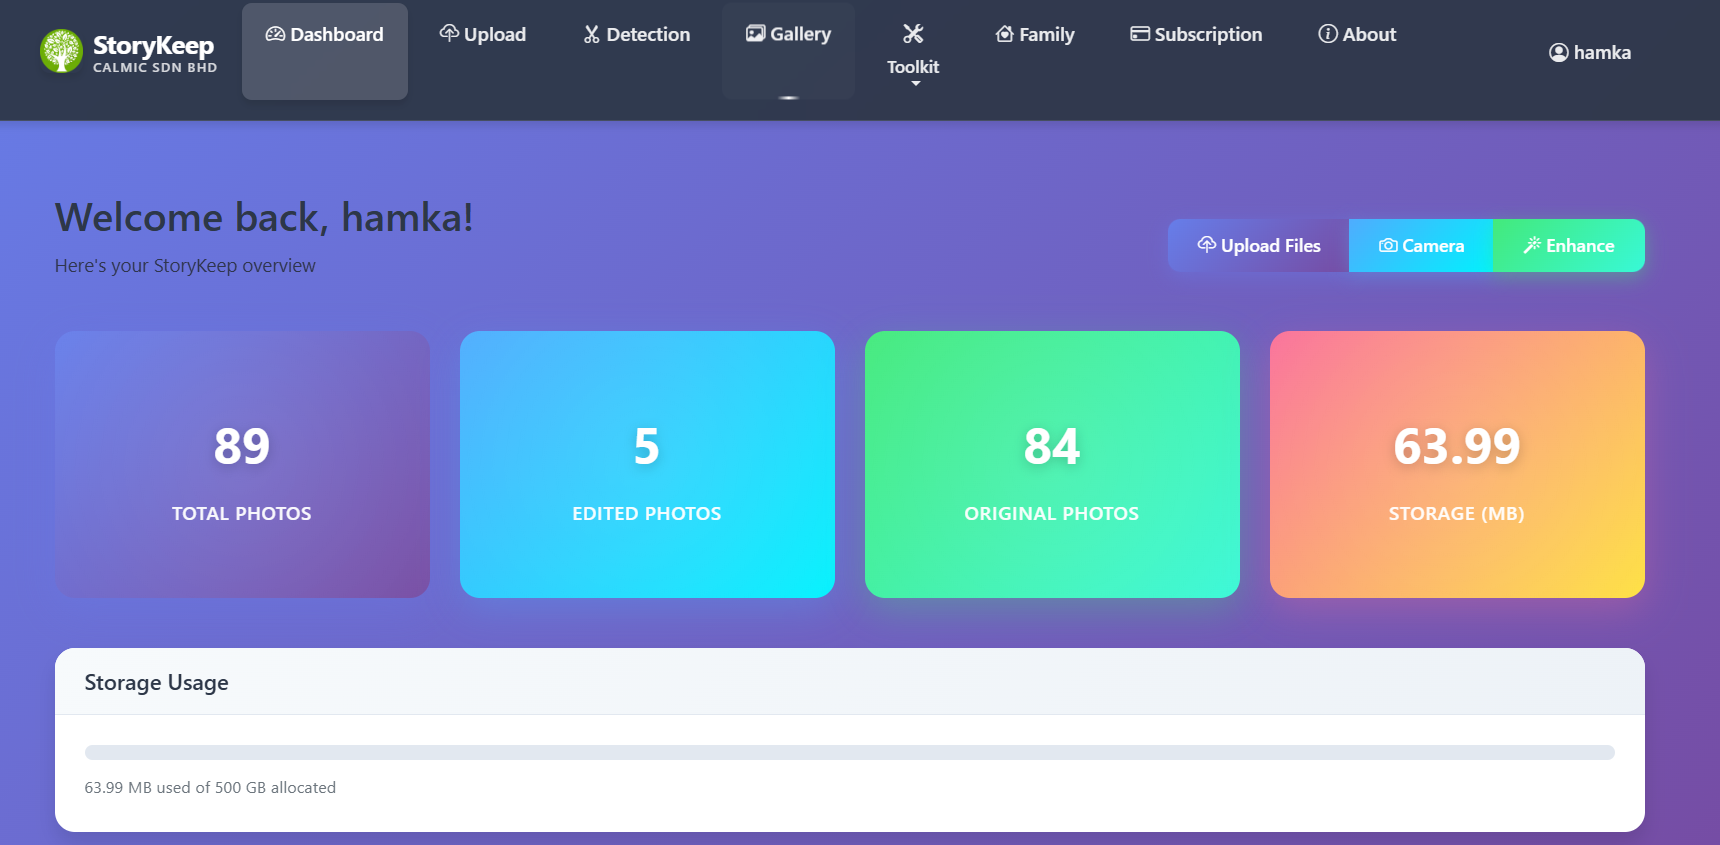 StoryKeep
CALMIC SDN BHD
Dashboard
Upload
Detection
Gallery
Toolkit
Family
Subscription
About
hamka
Welcome back, hamka!
Here's your StoryKeep overview
Upload Files
Camera
Enhance
89
TOTAL PHOTOS
5
EDITED PHOTOS
84
ORIGINAL PHOTOS
63.99
STORAGE (MB)
Storage Usage
63.99 MB used of 500 GB allocated